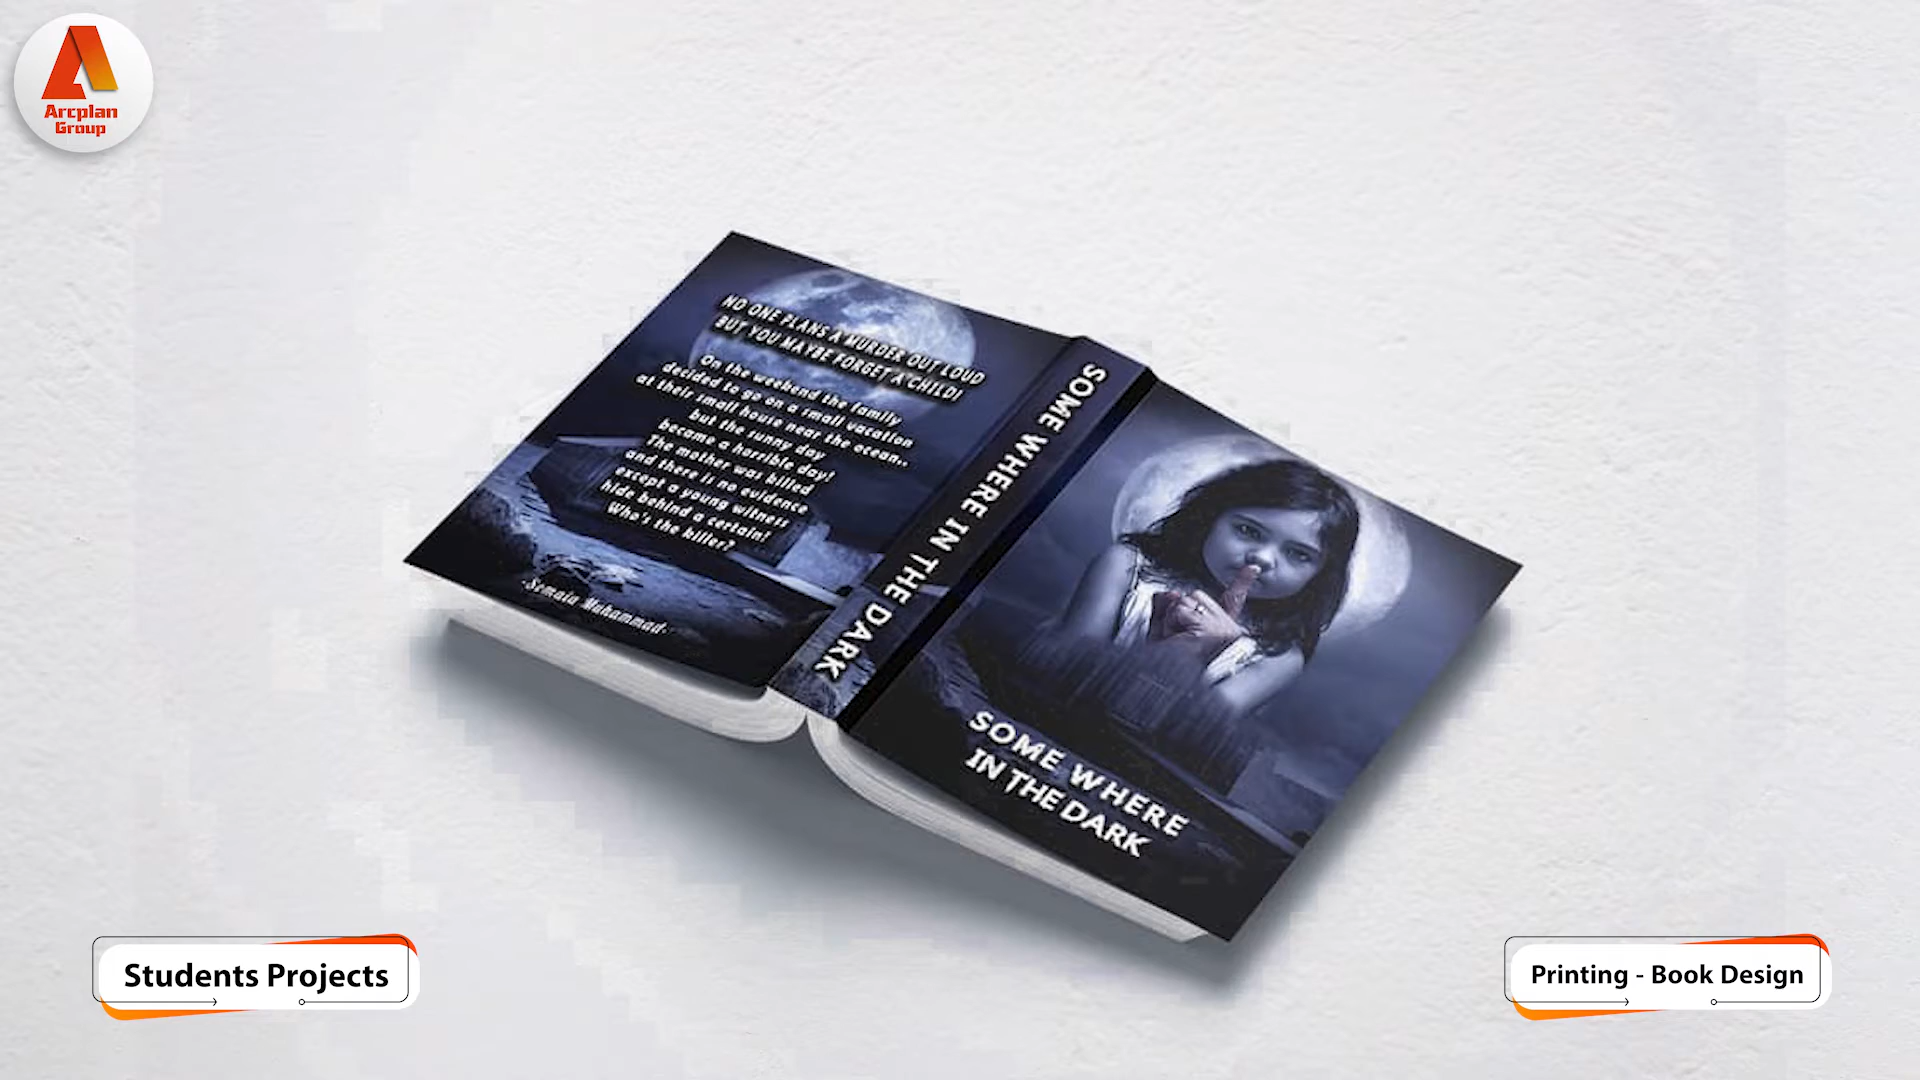 Arcplan
Group
NO ONE PLANS A MURDER OUT LOUD
BUT YOU MAYBE FORGET A CHILD!
On the weekend the family
decided to go on a small vacation
at their small house near the ocean..
but the sunny day
became a horrible day!
The mother was killed
and there is no evidence
except a young witness
hide behind a certain!
Who's the killer?
-Somaia Muhammad-
SOME WHERE IN THE DARK
SOME WHERE
IN THE DARK
Students Projects
Printing - Book Design